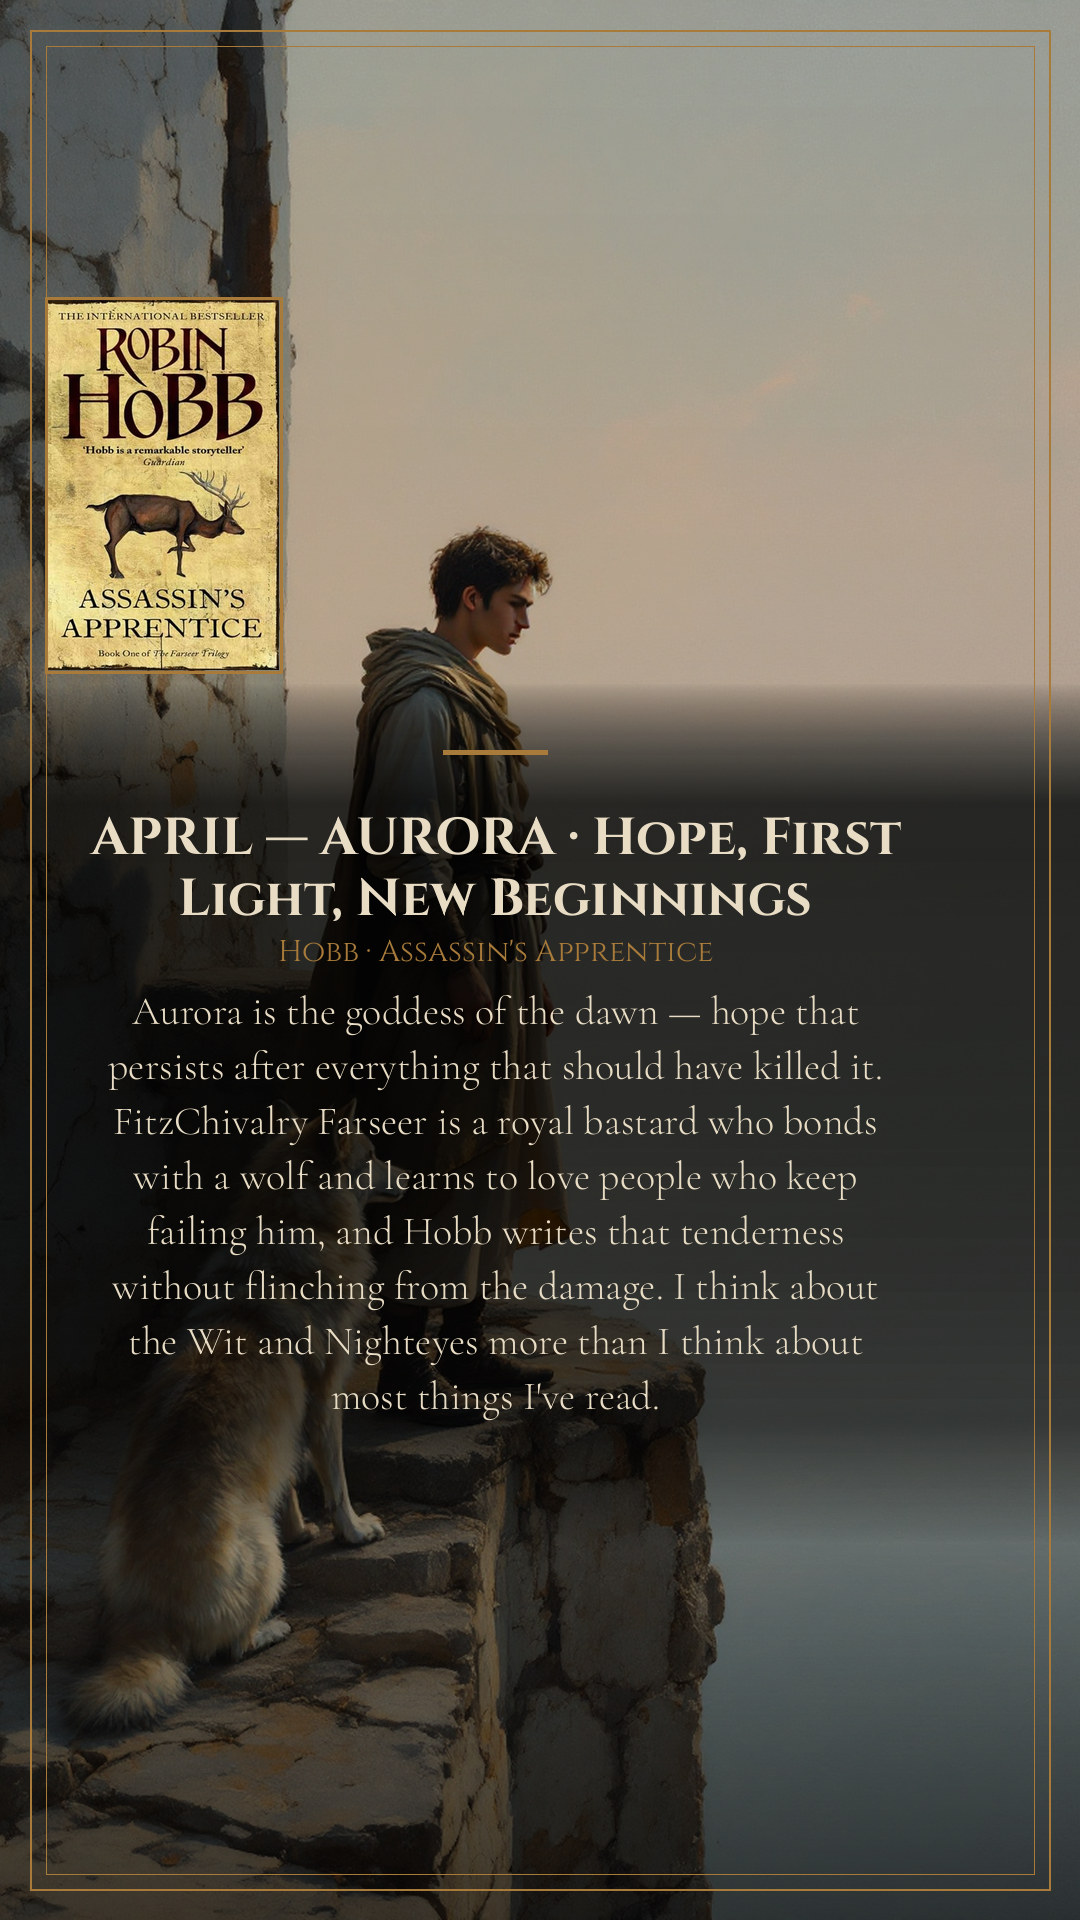 THE INTERNATIONAL BESTSELLER
ROBIN
HOBB
'Hobb is a remarkable storyteller'
Guardian
ASSASSIN'S
APPRENTICE
Book One of The Farseer Trilogy
APRIL — AURORA · HOPE, FIRST
LIGHT, NEW BEGINNINGS
HOBB · ASSASSIN'S APPRENTICE
Aurora is the goddess of the dawn — hope that
persists after everything that should have killed it.
FitzChivalry Farseer is a royal bastard who bonds
with a wolf and learns to love people who keep
failing him, and Hobb writes that tenderness
without flinching from the damage. I think about
the Wit and Nighteyes more than I think about
most things I've read.